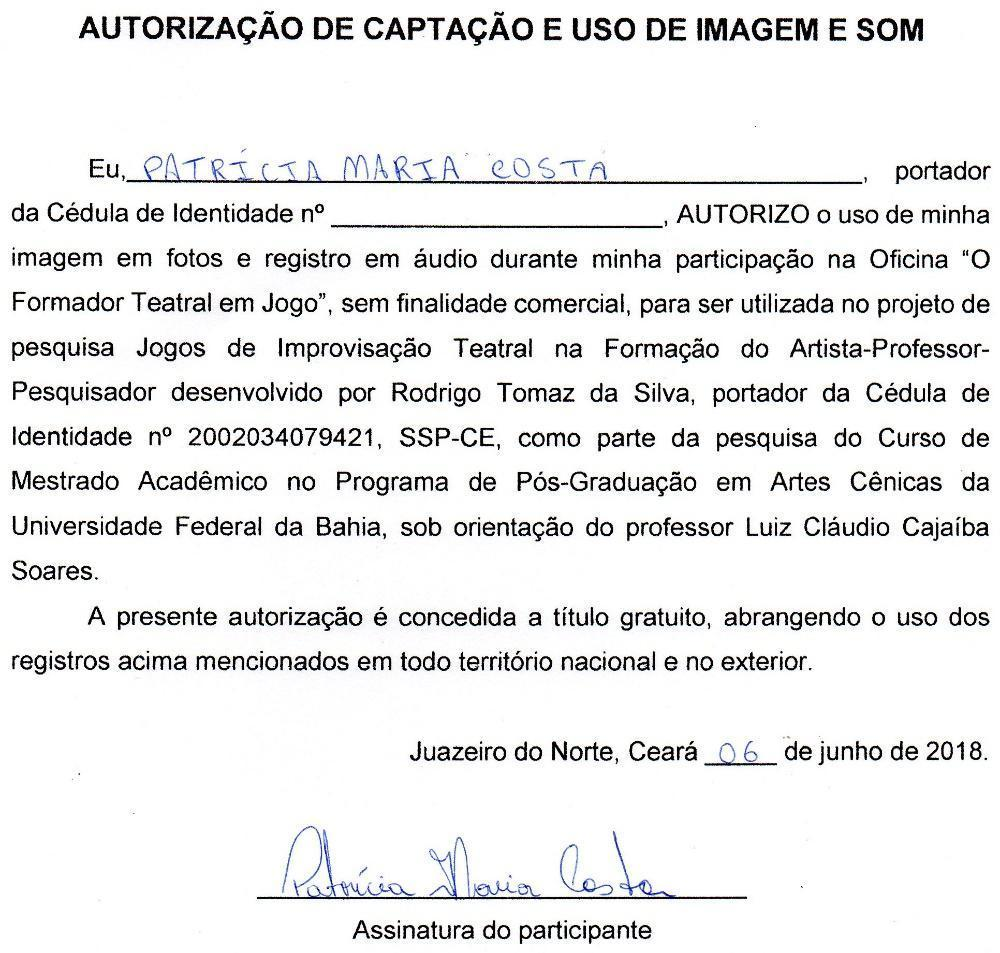 AUTORIZAÇÃO DE CAPTAÇÃO E USO DE IMAGEM E SOM
Eu, PATRÍCIA MARIA COSTA, portador
da Cédula de Identidade nº ____________________, AUTORIZO o uso de minha
imagem em fotos e registro em áudio durante minha participação na Oficina “O
Formador Teatral em Jogo”, sem finalidade comercial, para ser utilizada no projeto de
pesquisa Jogos de Improvisação Teatral na Formação do Artista-Professor-
Pesquisador desenvolvido por Rodrigo Tomaz da Silva, portador da Cédula de
Identidade nº 2002034079421, SSP-CE, como parte da pesquisa do Curso de
Mestrado Acadêmico no Programa de Pós-Graduação em Artes Cênicas da
Universidade Federal da Bahia, sob orientação do professor Luiz Cláudio Cajaíba
Soares.
A presente autorização é concedida a título gratuito, abrangendo o uso dos
registros acima mencionados em todo território nacional e no exterior.
Juazeiro do Norte, Ceará 06 de junho de 2018.
Patrícia Maria Costa
Assinatura do participante